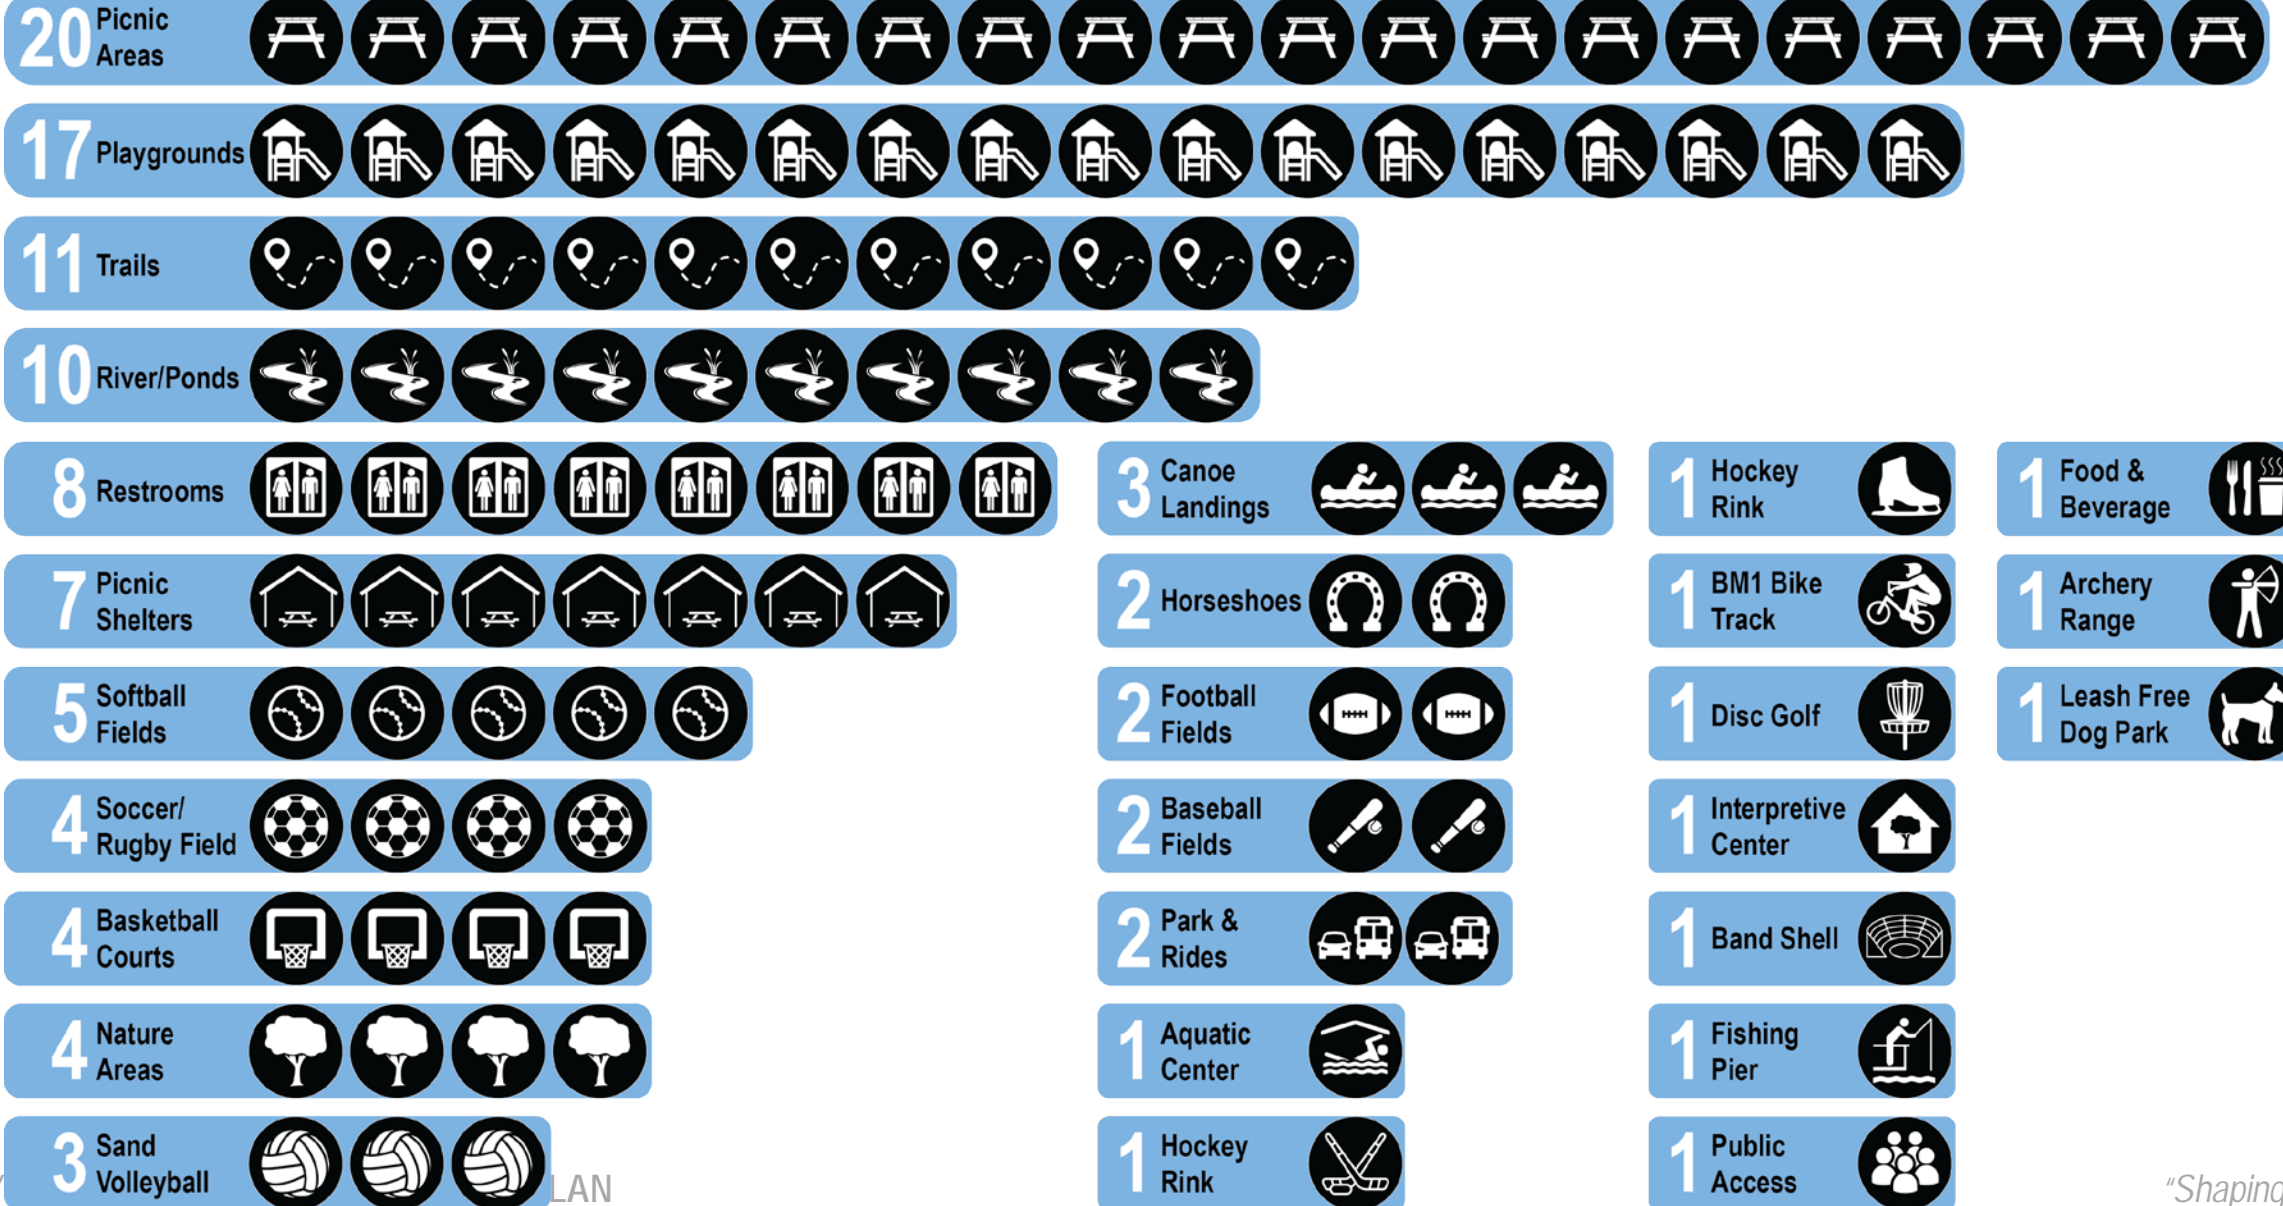 20 Picnic
Areas
17 Playgrounds
11 Trails
10 River/Ponds
8 Restrooms
7 Picnic
Shelters
5 Softball
Fields
4 Soccer/
Rugby Field
4 Basketball
Courts
4 Nature
Areas
3 Sand
Volleyball
3 Canoe
Landings
2 Horseshoes
2 Football
Fields
2 Baseball
Fields
2 Park &
Rides
1 Aquatic
Center
1 Hockey
Rink
1 Hockey
Rink
1 BM1 Bike
Track
1 Disc Golf
1 Interpretive
Center
1 Band Shell
1 Fishing
Pier
1 Public
Access
1 Food &
Beverage
1 Archery
Range
1 Leash Free
Dog Park
LAN
"Shaping